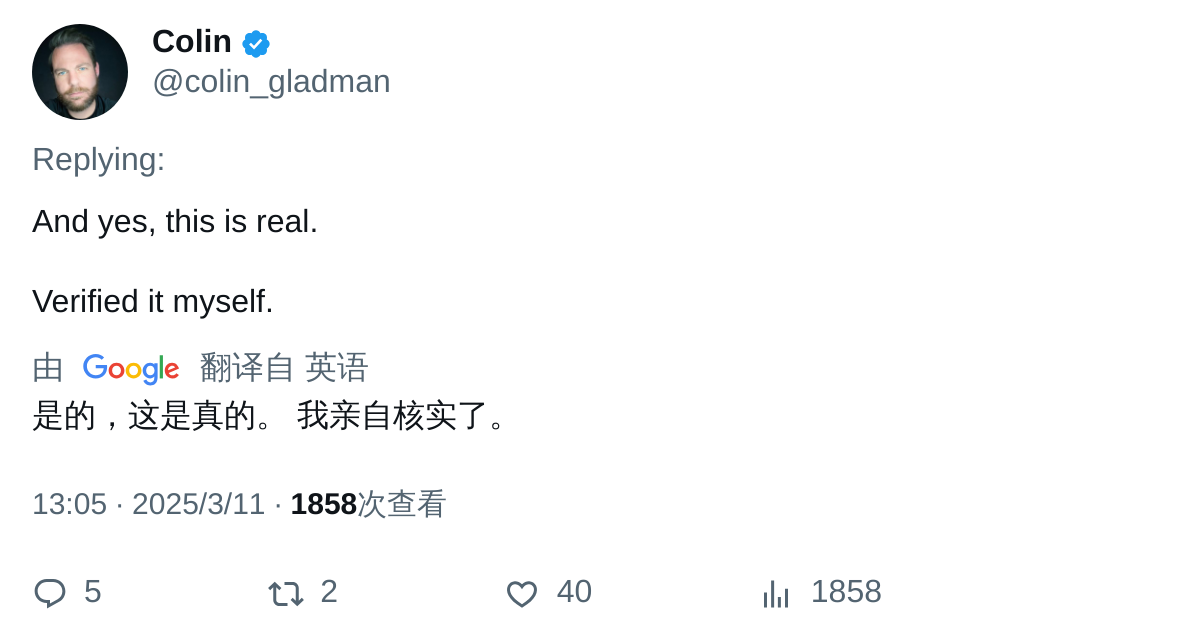 Colin
@colin_gladman
Replying:
And yes, this is real.
Verified it myself.
由 Google 翻译自 英语
是的，这是真的。 我亲自核实了。
13:05 · 2025/3/11 · 1858次查看
5 2 40 1858